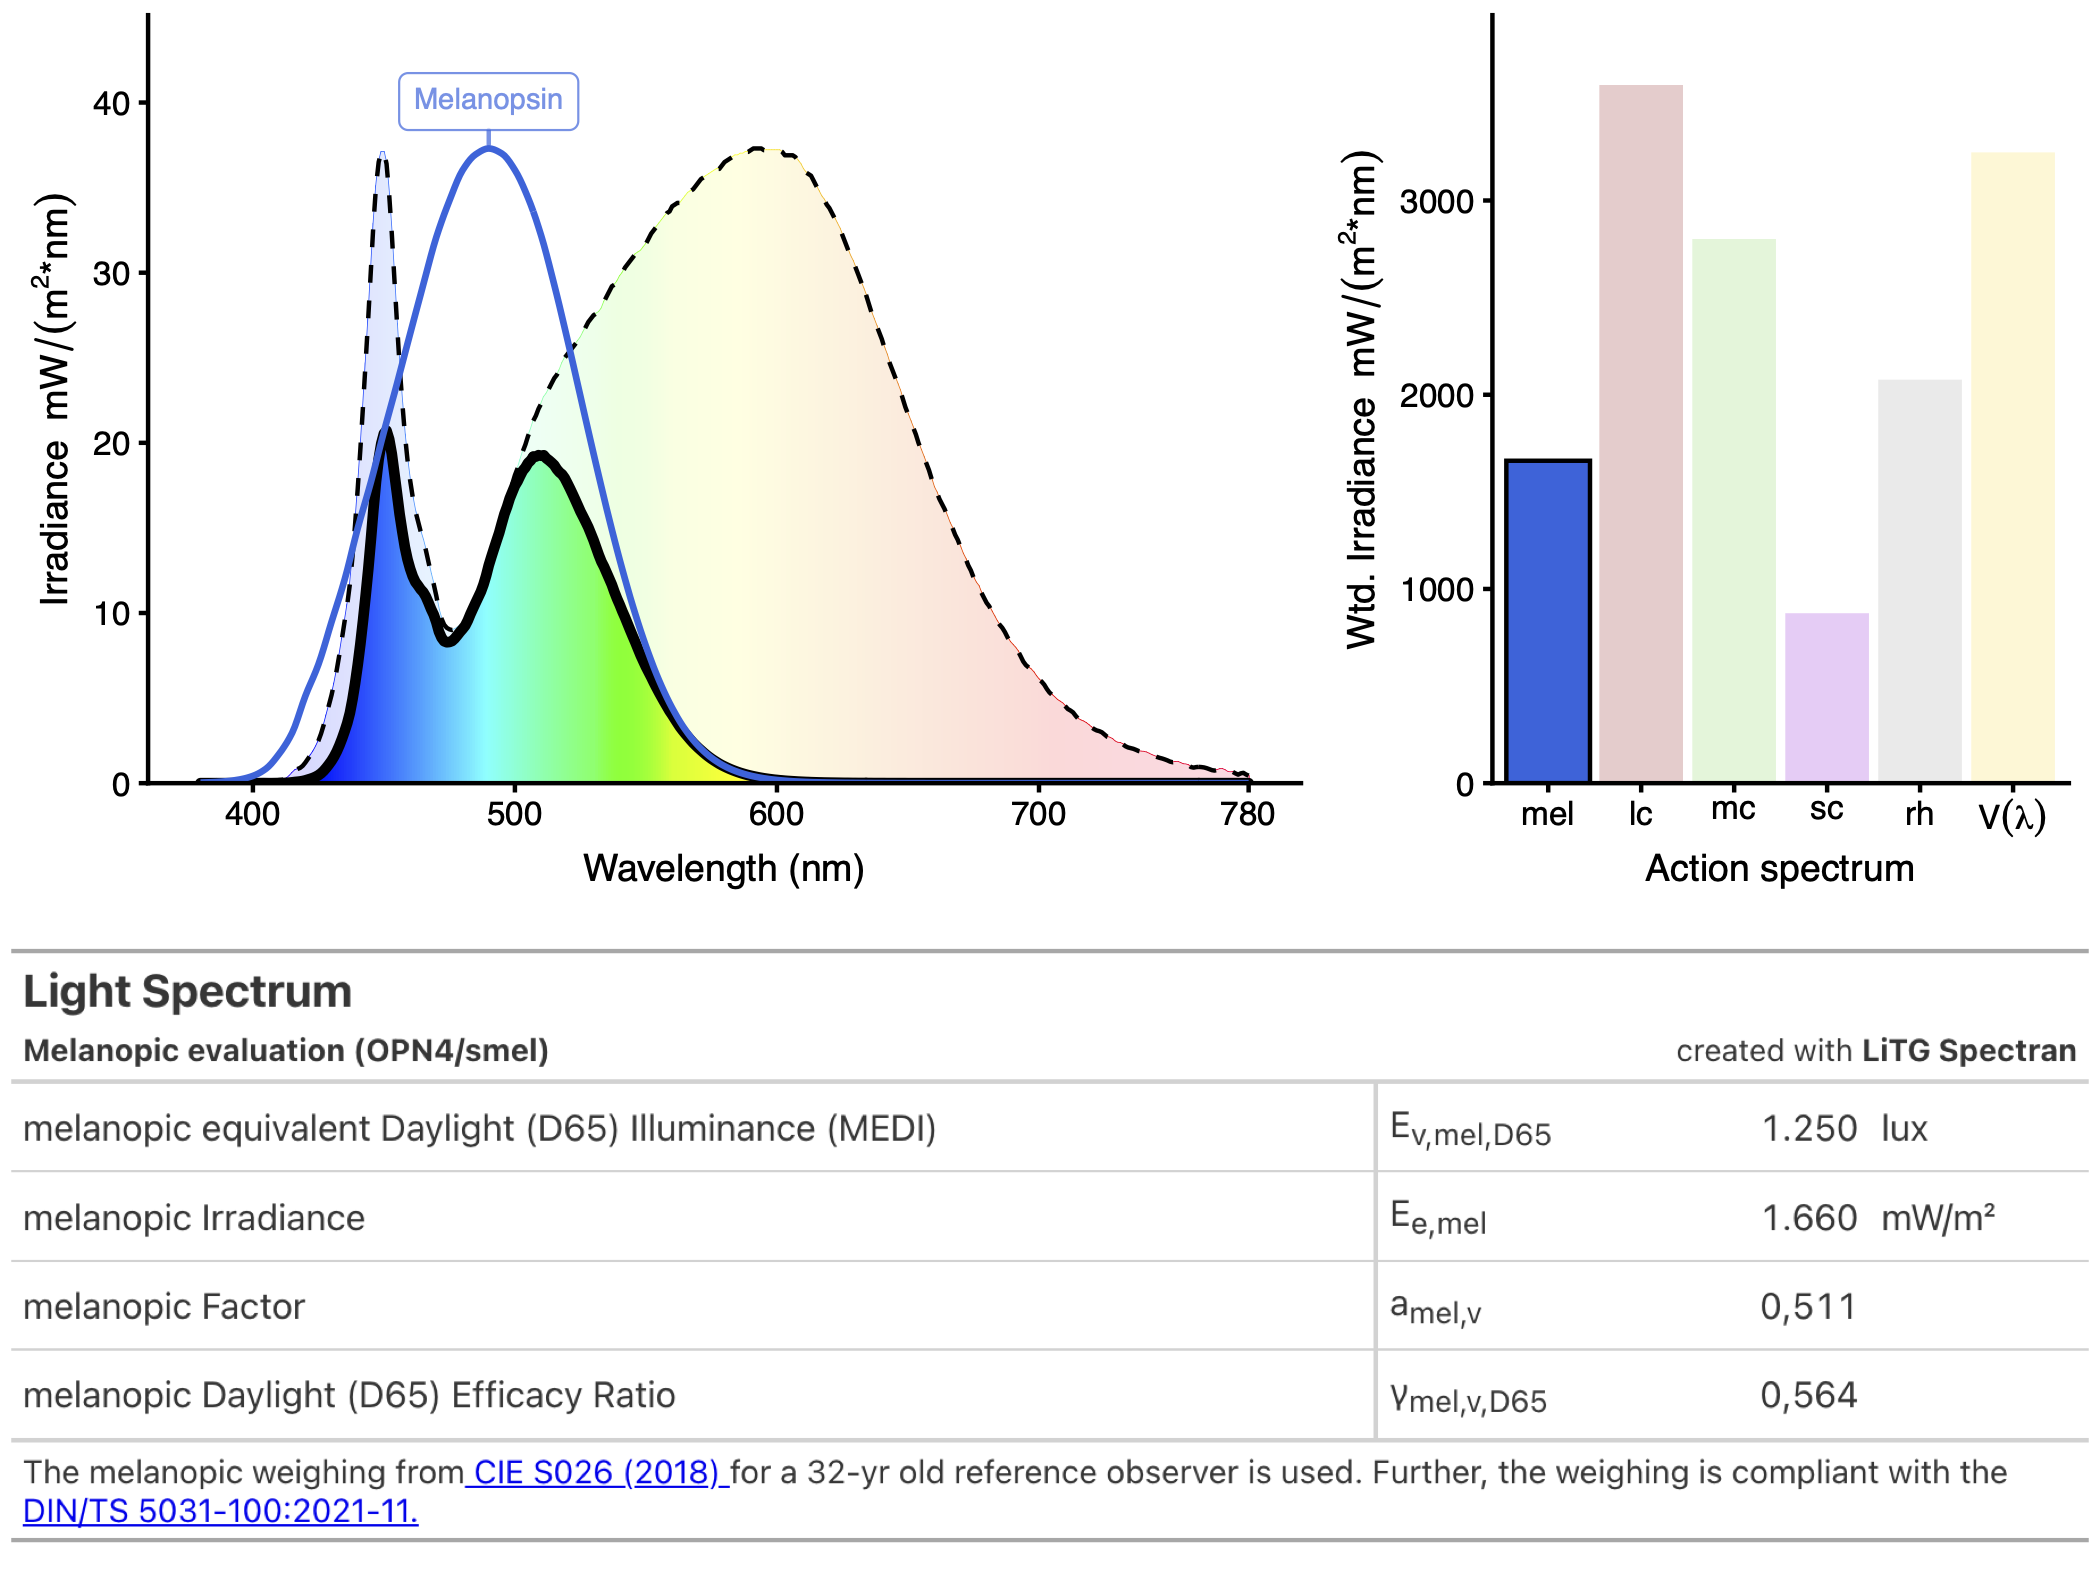 Melanopsin
Irradiance mW/(m²*nm)
40
30
20
10
0
400 500 600 700 780
Wavelength (nm)
Wtd. Irradiance mW/(m²*nm)
3000
2000
1000
0
mel lc mc sc rh V(λ)
Action spectrum
Light Spectrum
Melanopic evaluation (OPN4/smel) created with LiTG Spectran
melanopic equivalent Daylight (D65) Illuminance (MEDI) Ev,mel,D65 1.250 lux
melanopic Irradiance Ee,mel 1.660 mW/m²
melanopic Factor amel,v 0,511
melanopic Daylight (D65) Efficacy Ratio γmel,v,D65 0,564
The melanopic weighing from CIE S026 (2018) for a 32-yr old reference observer is used. Further, the weighing is compliant with the
DIN/TS 5031-100:2021-11.